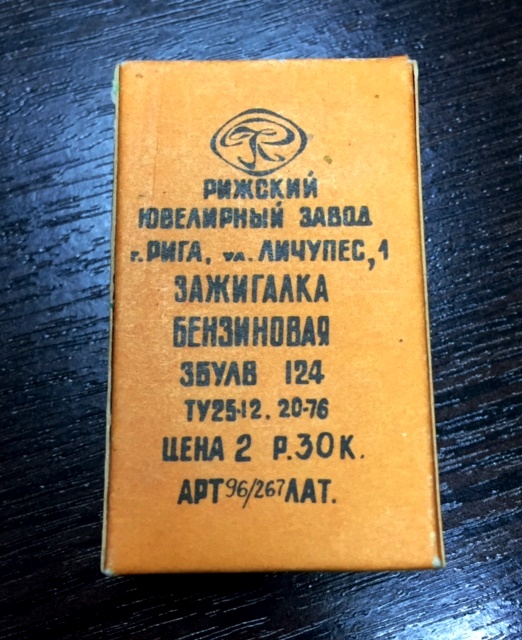 РИЖСКИЙ
ЮВЕЛИРНЫЙ ЗАВОД
г. РИГА, ул. ЛИЧУПЕС, 1
ЗАЖИГАЛКА
БЕНЗИНОВАЯ
ЗБУЛВ 124
ТУ25-12. 20-76
ЦЕНА 2 Р. 30 К.
АРТ 96/267 ЛАТ.